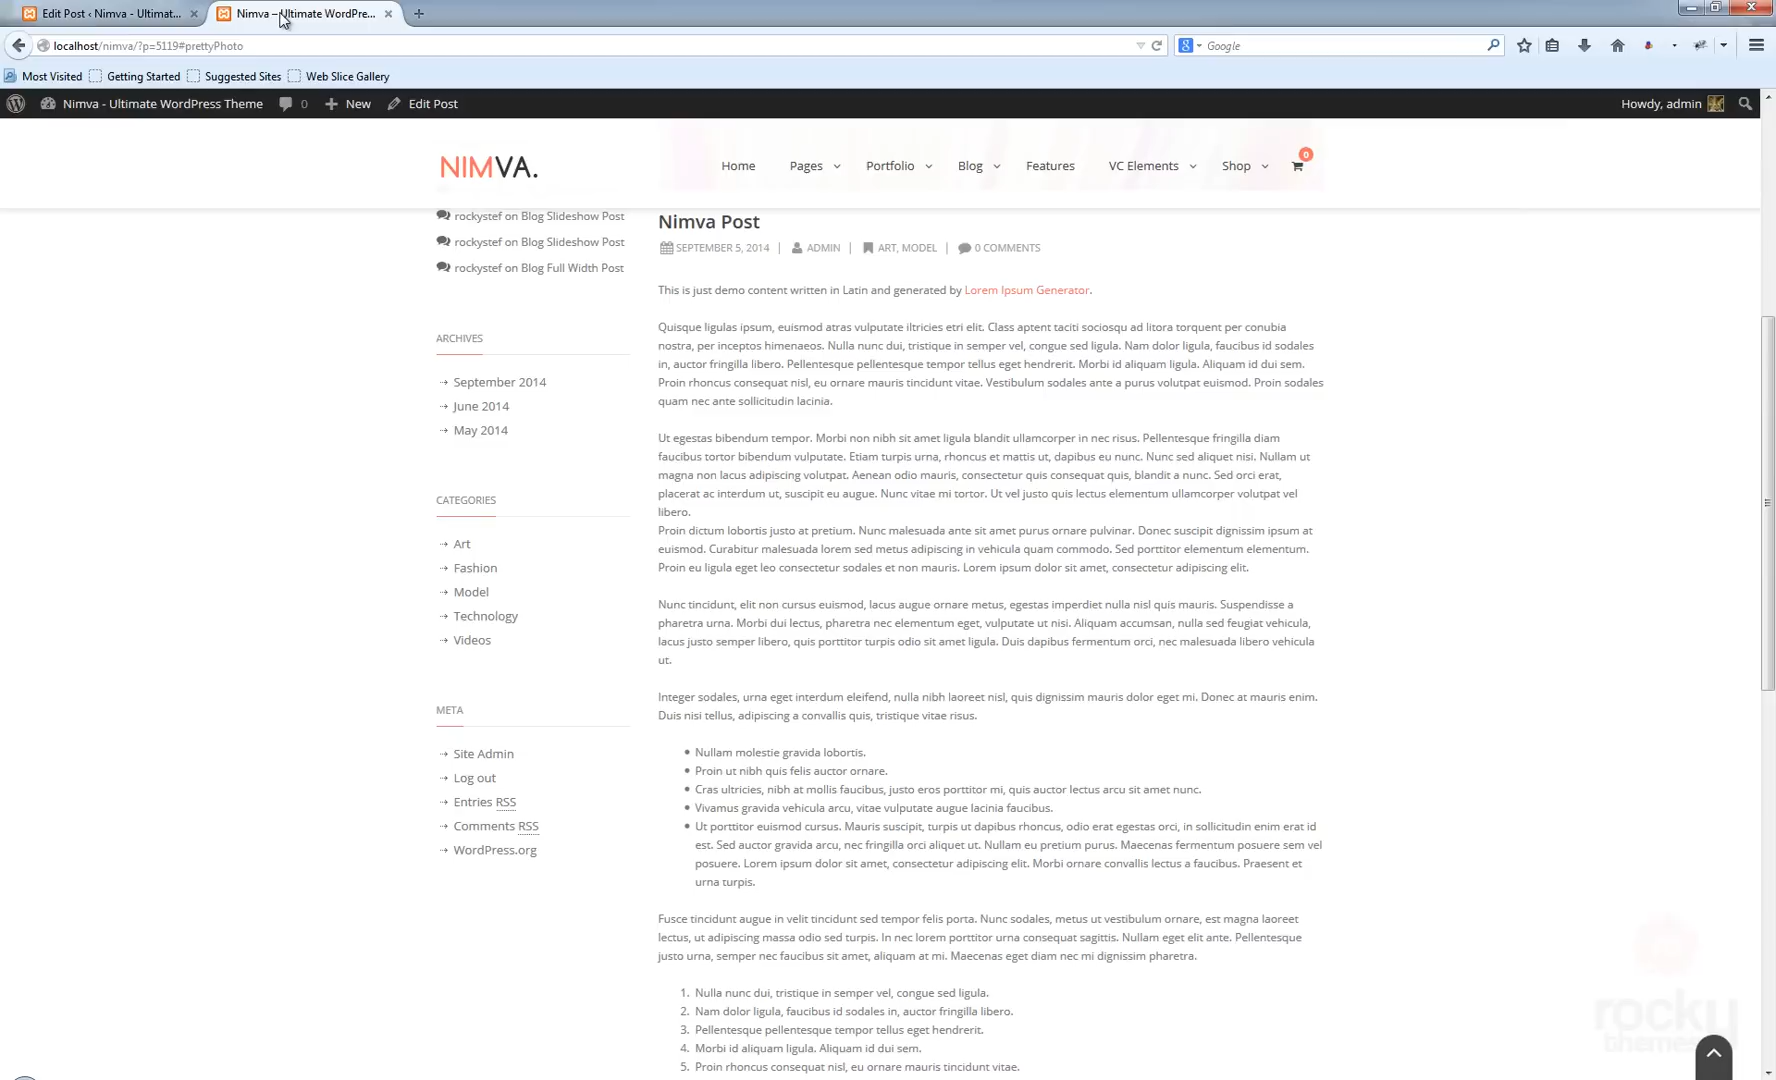 Edit Post ‹ Nimva - Ultimat...
Nimva – Ultimate WordPre...
localhost/nimva/?p=5119#prettyPhoto
Google
Most Visited
Getting Started
Suggested Sites
Web Slice Gallery
Nimva - Ultimate WordPress Theme
0
New
Edit Post
Howdy, admin
NIMVA.
Home
Pages
Portfolio
Blog
Features
VC Elements
Shop
0
rockystef on Blog Slideshow Post
rockystef on Blog Slideshow Post
rockystef on Blog Full Width Post
ARCHIVES
September 2014
June 2014
May 2014
CATEGORIES
Art
Fashion
Model
Technology
Videos
META
Site Admin
Log out
Entries RSS
Comments RSS
WordPress.org
Nimva Post
SEPTEMBER 5, 2014 | ADMIN | ART, MODEL | 0 COMMENTS
This is just demo content written in Latin and generated by Lorem Ipsum Generator.
Quisque ligulas ipsum, euismod atras vulputate iltricies etri elit. Class aptent taciti sociosqu ad litora torquent per conubia
nostra, per inceptos himenaeos. Nulla nunc dui, tristique in semper vel, congue sed ligula. Nam dolor ligula, faucibus id sodales
in, auctor fringilla libero. Pellentesque pellentesque tempor tellus eget hendrerit. Morbi id aliquam ligula. Aliquam id dui sem.
Proin rhoncus consequat nisl, eu ornare mauris tincidunt vitae. Vestibulum sodales ante a purus volutpat euismod. Proin sodales
quam nec ante sollicitudin lacinia.
Ut egestas bibendum tempor. Morbi non nibh sit amet ligula blandit ullamcorper in nec risus. Pellentesque fringilla diam
faucibus tortor bibendum vulputate. Etiam turpis urna, rhoncus et mattis ut, dapibus eu nunc. Nunc sed aliquet nisi. Nullam ut
magna non lacus adipiscing volutpat. Aenean odio mauris, consectetur quis consequat quis, blandit a nunc. Sed orci erat,
placerat ac interdum ut, suscipit eu augue. Nunc vitae mi tortor. Ut vel justo quis lectus elementum ullamcorper volutpat vel
libero.
Proin dictum lobortis justo at pretium. Nunc malesuada ante sit amet purus ornare pulvinar. Donec suscipit dignissim ipsum at
euismod. Curabitur malesuada lorem sed metus adipiscing in vehicula quam commodo. Sed porttitor elementum elementum.
Proin eu ligula eget leo consectetur sodales et non mauris. Lorem ipsum dolor sit amet, consectetur adipiscing elit.
Nunc tincidunt, elit non cursus euismod, lacus augue ornare metus, egestas imperdiet nulla nisl quis mauris. Suspendisse a
pharetra urna. Morbi dui lectus, pharetra nec elementum eget, vulputate ut nisi. Aliquam accumsan, nulla sed feugiat vehicula,
lacus justo semper libero, quis porttitor turpis odio sit amet ligula. Duis dapibus fermentum orci, nec malesuada libero vehicula
ut.
Integer sodales, urna eget interdum eleifend, nulla nibh laoreet nisl, quis dignissim mauris dolor eget mi. Donec at mauris enim.
Duis nisi tellus, adipiscing a convallis quis, tristique vitae risus.
Nullam molestie gravida lobortis.
Proin ut nibh quis felis auctor ornare.
Cras ultricies, nibh at mollis faucibus, justo eros porttitor mi, quis auctor lectus arcu sit amet nunc.
Vivamus gravida vehicula arcu, vitae vulputate augue lacinia faucibus.
Ut porttitor euismod cursus. Mauris suscipit, turpis ut dapibus rhoncus, odio erat egestas orci, in sollicitudin enim erat id
est. Sed auctor gravida arcu, nec fringilla orci aliquet ut. Nullam eu pretium purus. Maecenas fermentum posuere sem vel
posuere. Lorem ipsum dolor sit amet, consectetur adipiscing elit. Morbi ornare convallis lectus a faucibus. Praesent et
urna turpis.
Fusce tincidunt augue in velit tincidunt sed tempor felis porta. Nunc sodales, metus ut vestibulum ornare, est magna laoreet
lectus, ut adipiscing massa odio sed turpis. In nec lorem porttitor urna consequat sagittis. Nullam eget elit ante. Pellentesque
justo urna, semper nec faucibus sit amet, aliquam at mi. Maecenas eget diam nec mi dignissim pharetra.
1. Nulla nunc dui, tristique in semper vel, congue sed ligula.
2. Nam dolor ligula, faucibus id sodales in, auctor fringilla libero.
3. Pellentesque pellentesque tempor tellus eget hendrerit.
4. Morbi id aliquam ligula. Aliquam id dui sem.
5. Proin rhoncus consequat nisl, eu ornare mauris tincidunt vitae.
rocky
themes